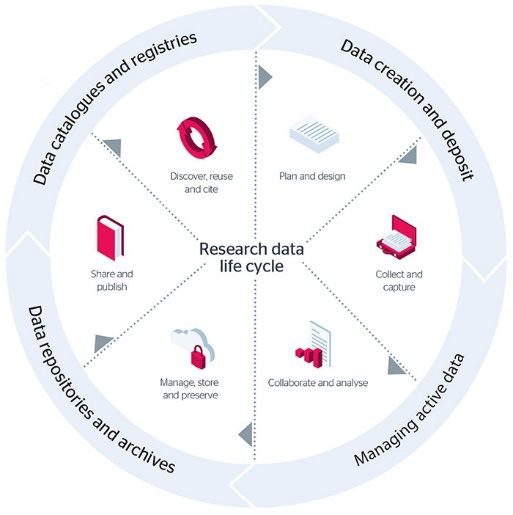 Data catalogues and registries
Data creation and deposit
Discover, reuse
and cite
Plan and design
Research data
life cycle
Share and
publish
Collect and
capture
Manage, store
and preserve
Collaborate and analyse
Data repositories and archives
Managing active data